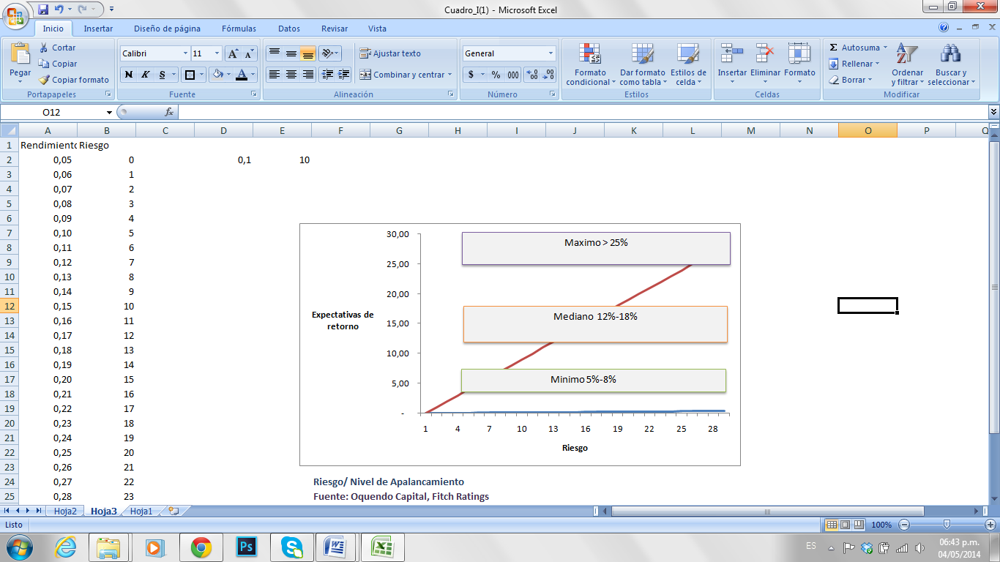 Cuadro_I(1) - Microsoft Excel
Inicio Insertar Diseño de página Fórmulas Datos Revisar Vista
Pegar
Cortar
Copiar
Copiar formato
Portapapeles
Calibri 11
N K S A
Fuente
Ajustar texto
Combinar y centrar
Alineación
General
$ % 000
Número
Formato condicional
Dar formato como tabla
Estilos de celda
Estilos
Insertar Eliminar Formato
Celdas
Σ Autosuma
Rellenar
Borrar
Ordenar y filtrar
Buscar y seleccionar
Modificar
O12 fx
A B C D E F G H I J K L M N O P Q
1 Rendimiento Riesgo
2 0,05 0 0,1 10
3 0,06 1
4 0,07 2
5 0,08 3
6 0,09 4
7 0,10 5
8 0,11 6
9 0,12 7
10 0,13 8
11 0,14 9
12 0,15 10
13 0,16 11
14 0,17 12
15 0,18 13
16 0,19 14
17 0,20 15
18 0,21 16
19 0,22 17
20 0,23 18
21 0,24 19
22 0,25 20
23 0,26 21
24 0,27 22
25 0,28 23
30,00
25,00
20,00
15,00
10,00
5,00
-
Expectativas de
retorno
Maximo > 25%
Mediano 12%-18%
Minimo 5%-8%
1 4 7 10 13 16 19 22 25 28
Riesgo
Riesgo/ Nivel de Apalancamiento
Fuente: Oquendo Capital, Fitch Ratings
Hoja2 Hoja3 Hoja1
Listo 100%
Ps
ES
06:43 p.m.
04/05/2014